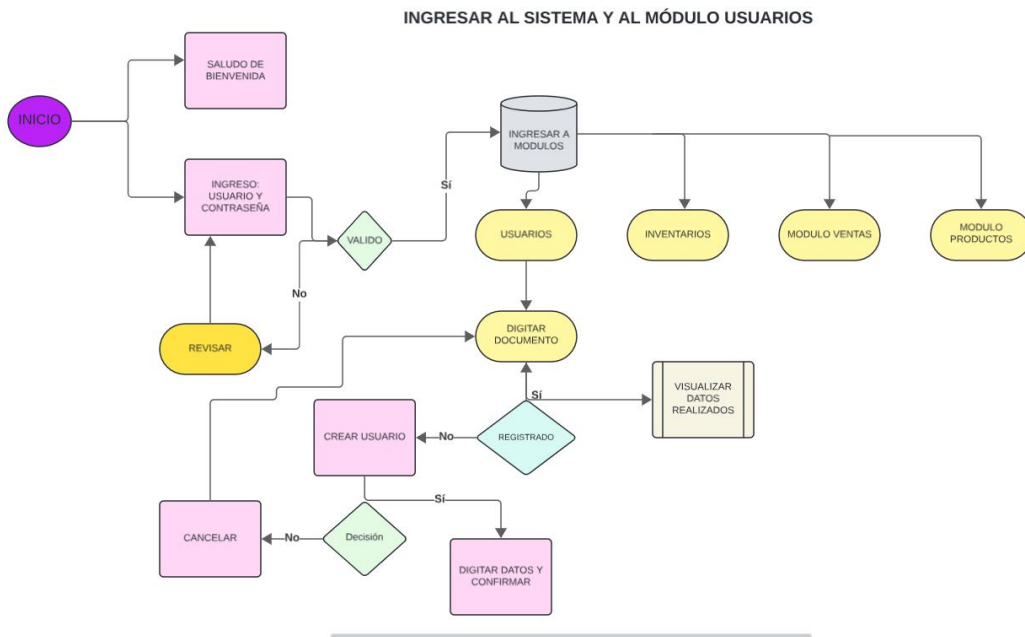 INGRESAR AL SISTEMA Y AL MÓDULO USUARIOS
SALUDO DE
BIENVENIDA
INICIO
INGRESAR A
MODULOS
INGRESO:
USUARIO Y
CONTRASEÑA
Sí
VALIDO
USUARIOS
INVENTARIOS
MODULO VENTAS
MODULO
PRODUCTOS
No
REVISAR
DIGITAR
DOCUMENTO
VISUALIZAR
DATOS
REALIZADOS
Sí
CREAR USUARIO
No
REGISTRADO
Sí
CANCELAR
No
Decisión
DIGITAR DATOS Y
CONFIRMAR